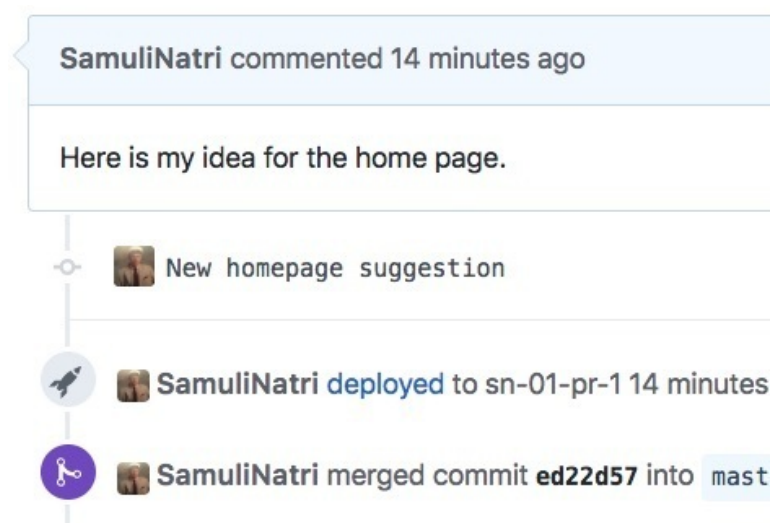 SamuliNatri commented 14 minutes ago
Here is my idea for the home page.
New homepage suggestion
SamuliNatri deployed to sn-01-pr-1 14 minutes
SamuliNatri merged commit ed22d57 into mast